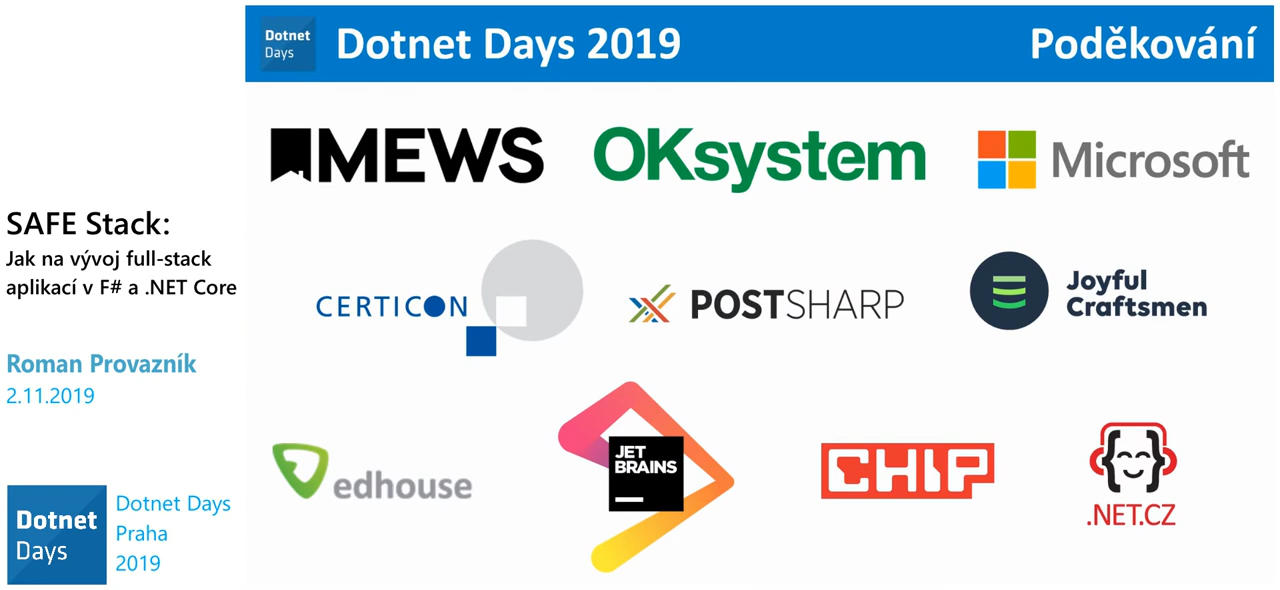 Dotnet
Days
Dotnet Days 2019
Poděkování
MEWS
OKsystem
Microsoft
SAFE Stack:
Jak na vývoj full-stack
aplikací v F# a .NET Core
CERTICON
POSTSHARP
Joyful
Craftsmen
Roman Provazník
2.11.2019
edhouse
JET
BRAINS
CHIP
.NET.CZ
Dotnet
Days
Dotnet Days
Praha
2019